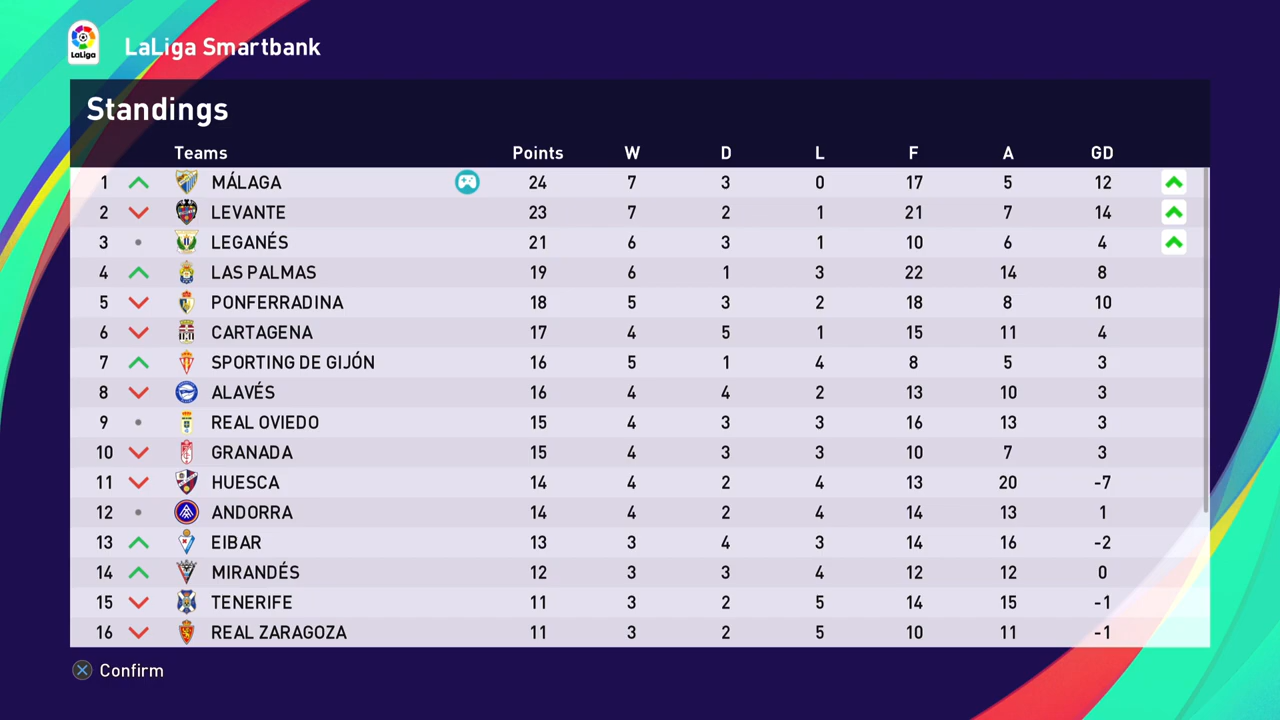 LaLiga
LaLiga Smartbank
Standings
Teams Points W D L F A GD
1 MÁLAGA 24 7 3 0 17 5 12
2 LEVANTE 23 7 2 1 21 7 14
3 LEGANÉS 21 6 3 1 10 6 4
4 LAS PALMAS 19 6 1 3 22 14 8
5 PONFERRADINA 18 5 3 2 18 8 10
6 CARTAGENA 17 4 5 1 15 11 4
7 SPORTING DE GIJÓN 16 5 1 4 8 5 3
8 ALAVÉS 16 4 4 2 13 10 3
9 REAL OVIEDO 15 4 3 3 16 13 3
10 GRANADA 15 4 3 3 10 7 3
11 HUESCA 14 4 2 4 13 20 -7
12 ANDORRA 14 4 2 4 14 13 1
13 EIBAR 13 3 4 3 14 16 -2
14 MIRANDÉS 12 3 3 4 12 12 0
15 TENERIFE 11 3 2 5 14 15 -1
16 REAL ZARAGOZA 11 3 2 5 10 11 -1
Confirm